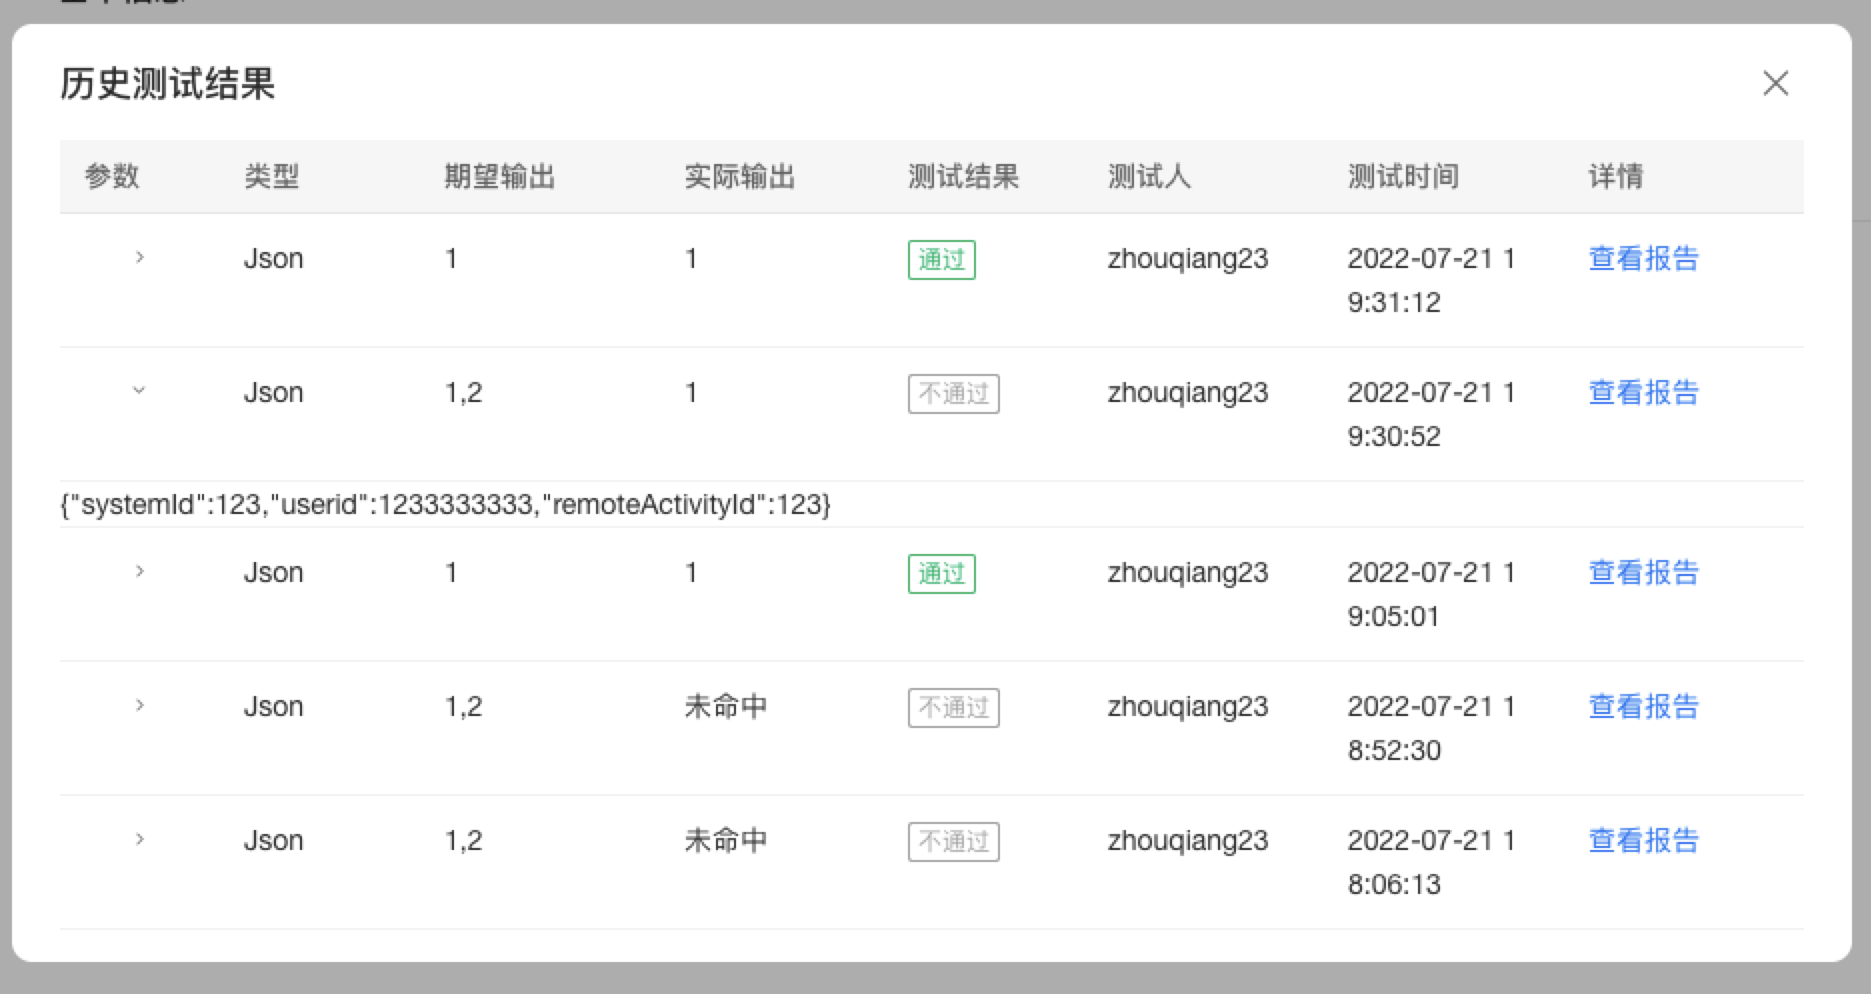 历史测试结果
参数 类型 期望输出 实际输出 测试结果 测试人 测试时间 详情
Json 1 1 通过 zhouqiang23 2022-07-21 1 查看报告
9:31:12
Json 1,2 1 不通过 zhouqiang23 2022-07-21 1 查看报告
9:30:52
{"systemId":123,"userid":1233333333,"remoteActivityId":123}
Json 1 1 通过 zhouqiang23 2022-07-21 1 查看报告
9:05:01
Json 1,2 未命中 不通过 zhouqiang23 2022-07-21 1 查看报告
8:52:30
Json 1,2 未命中 不通过 zhouqiang23 2022-07-21 1 查看报告
8:06:13